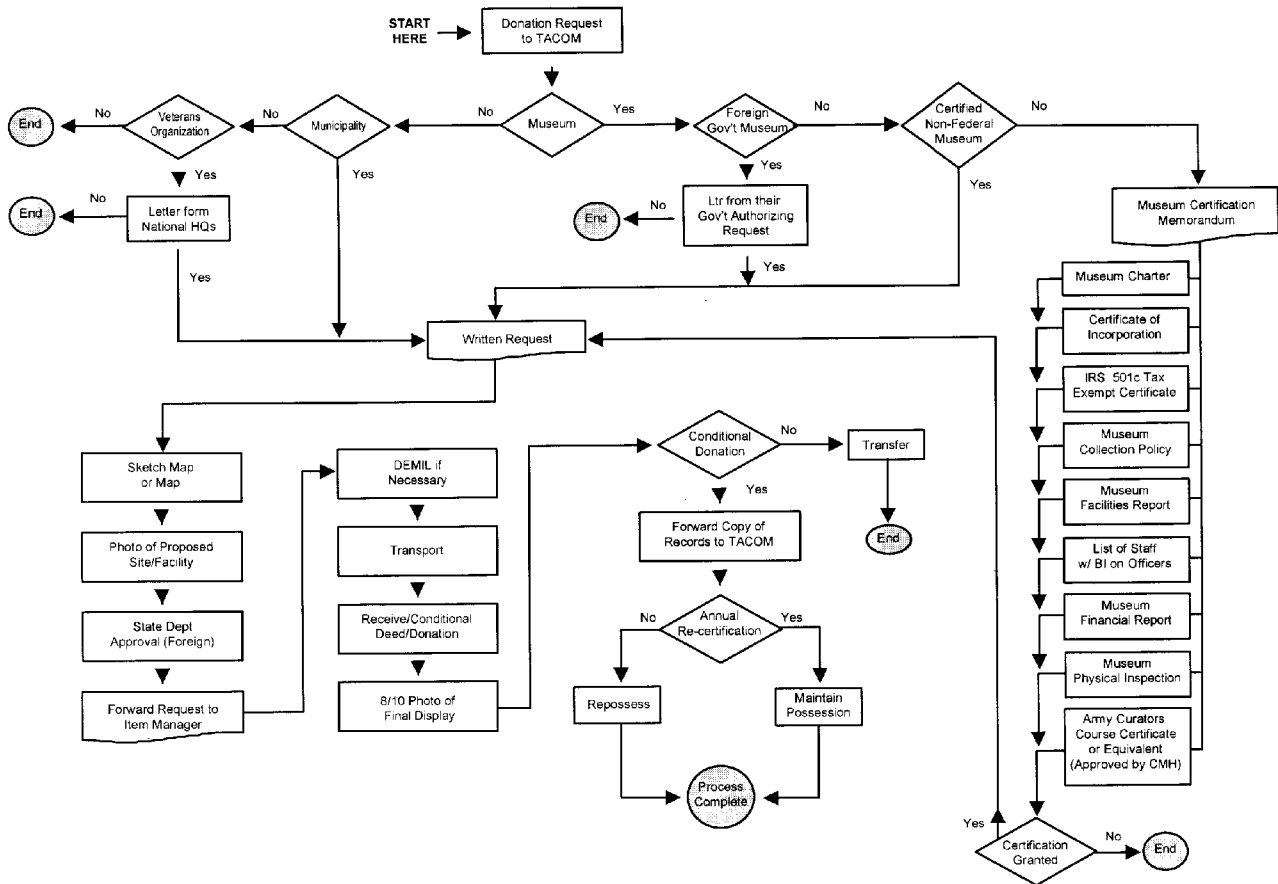 START
HERE
Donation Request
to TACOM
End
No
Veterans
Organization
No
Municipality
No
Museum
Yes
Foreign
Gov't Museum
No
Certified
Non-Federal
Museum
No
Yes
Yes
Yes
Yes
End
No
Letter form
National HQs
End
No
Ltr from their
Gov't Authorizing
Request
Museum Certification
Memorandum
Yes
Yes
Written Request
Museum Charter
Certificate of
Incorporation
IRS 501c Tax
Exempt Certificate
Museum
Collection Policy
Museum
Facilities Report
List of Staff
w/ BI on Officers
Museum
Financial Report
Museum
Physical Inspection
Army Curators
Course Certificate
or Equivalent
(Approved by CMH)
Yes
Certification
Granted
No
End
Sketch Map
or Map
Photo of Proposed
Site/Facility
State Dept
Approval (Foreign)
Forward Request to
Item Manager
DEMIL if
Necessary
Transport
Receive/Conditional
Deed/Donation
8/10 Photo of
Final Display
Conditional
Donation
No
Transfer
End
Yes
Forward Copy of
Records to TACOM
No
Annual
Re-certification
Yes
Repossess
Maintain
Possession
Process
Complete